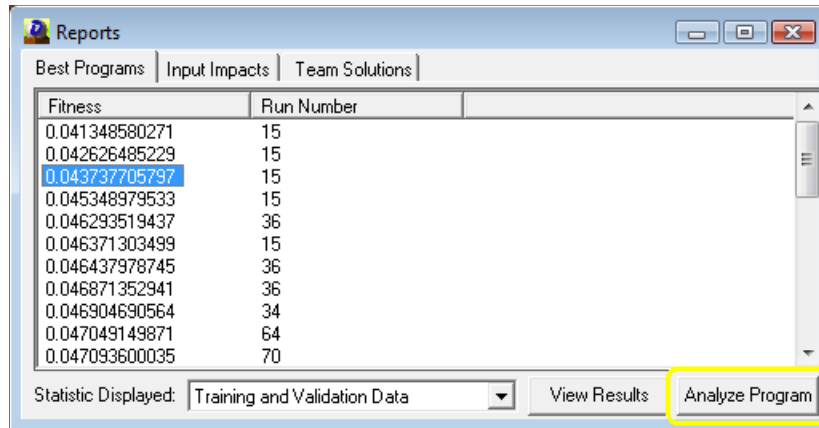 Reports
Best Programs Input Impacts Team Solutions
Fitness Run Number
0.041348580271 15
0.042626485229 15
0.043737705797 15
0.045348979533 15
0.046293519437 36
0.046371303499 15
0.046437978745 36
0.046871352941 36
0.046904690564 34
0.047049149871 64
0.047093600035 70
Statistic Displayed: Training and Validation Data View Results Analyze Program